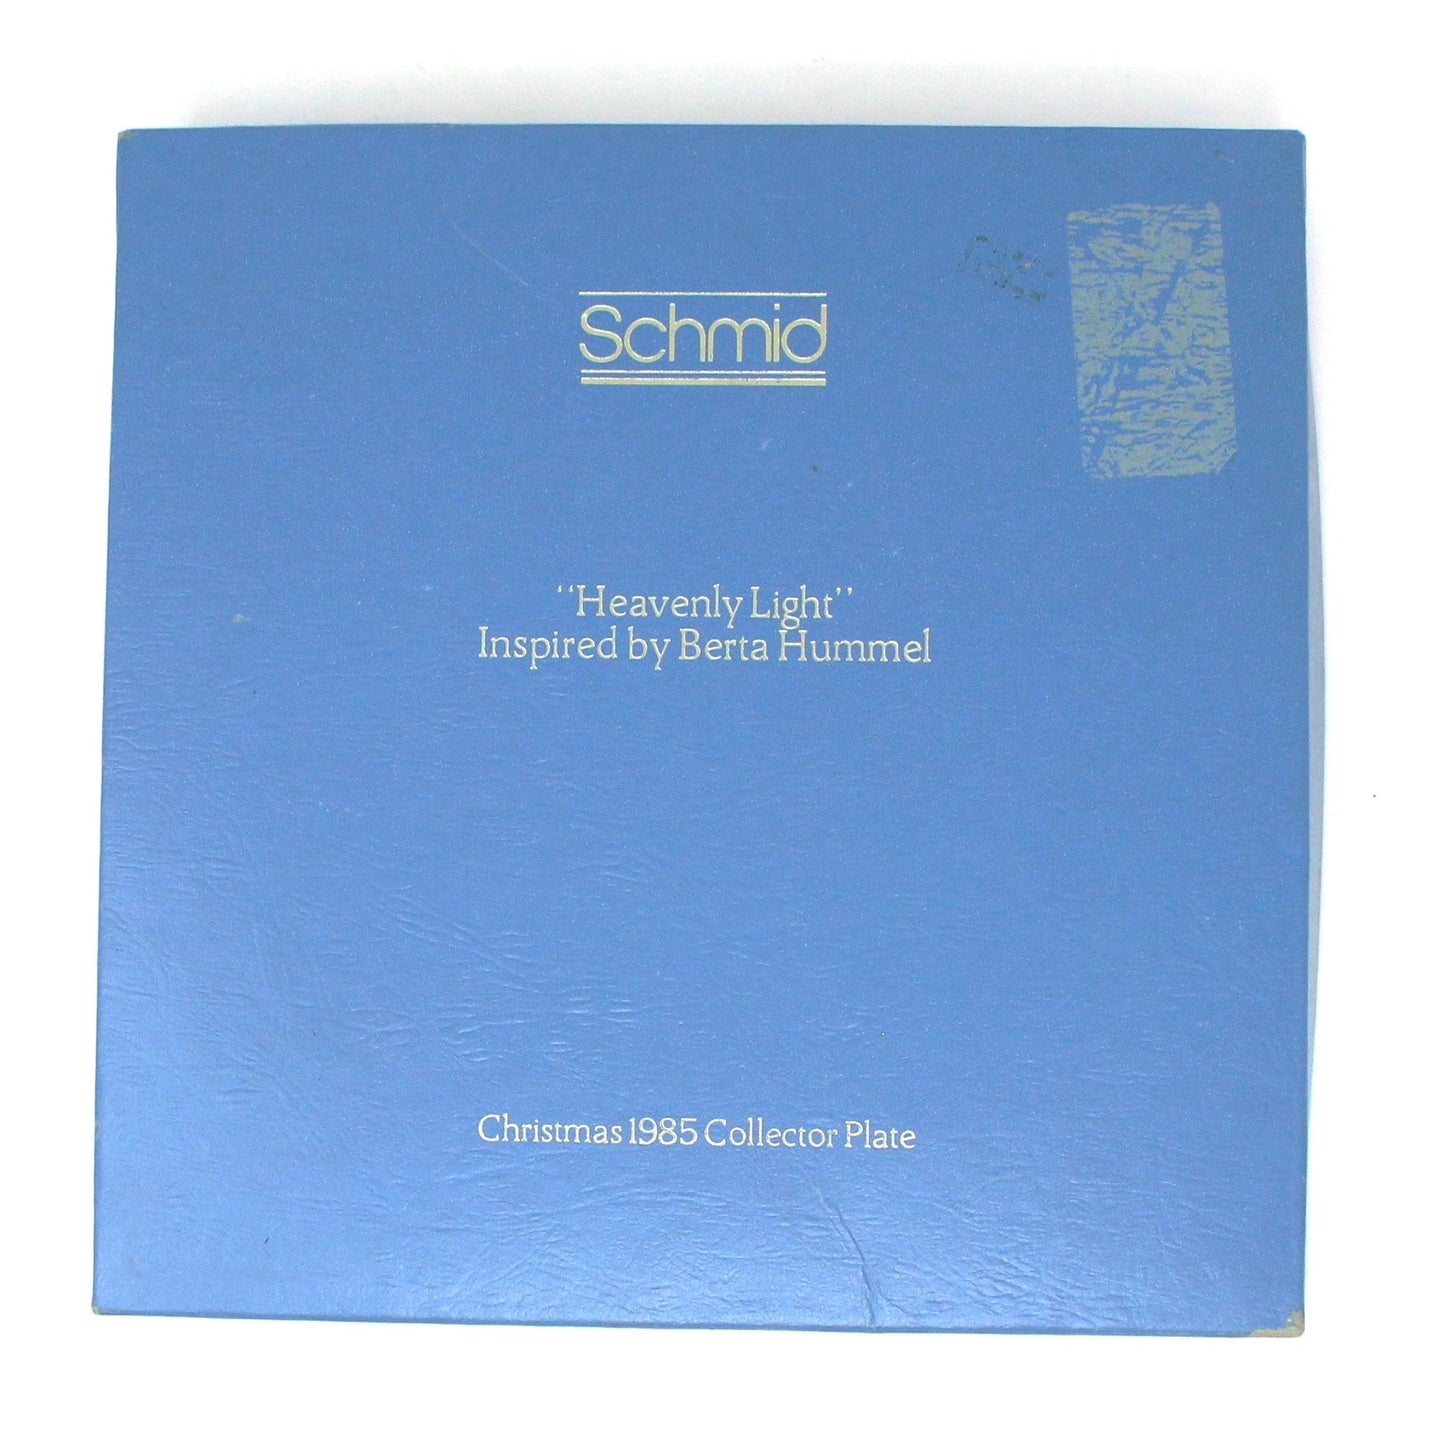 Schmid
“Heavenly Light”
Inspired by Berta Hummel
Christmas 1985 Collector Plate